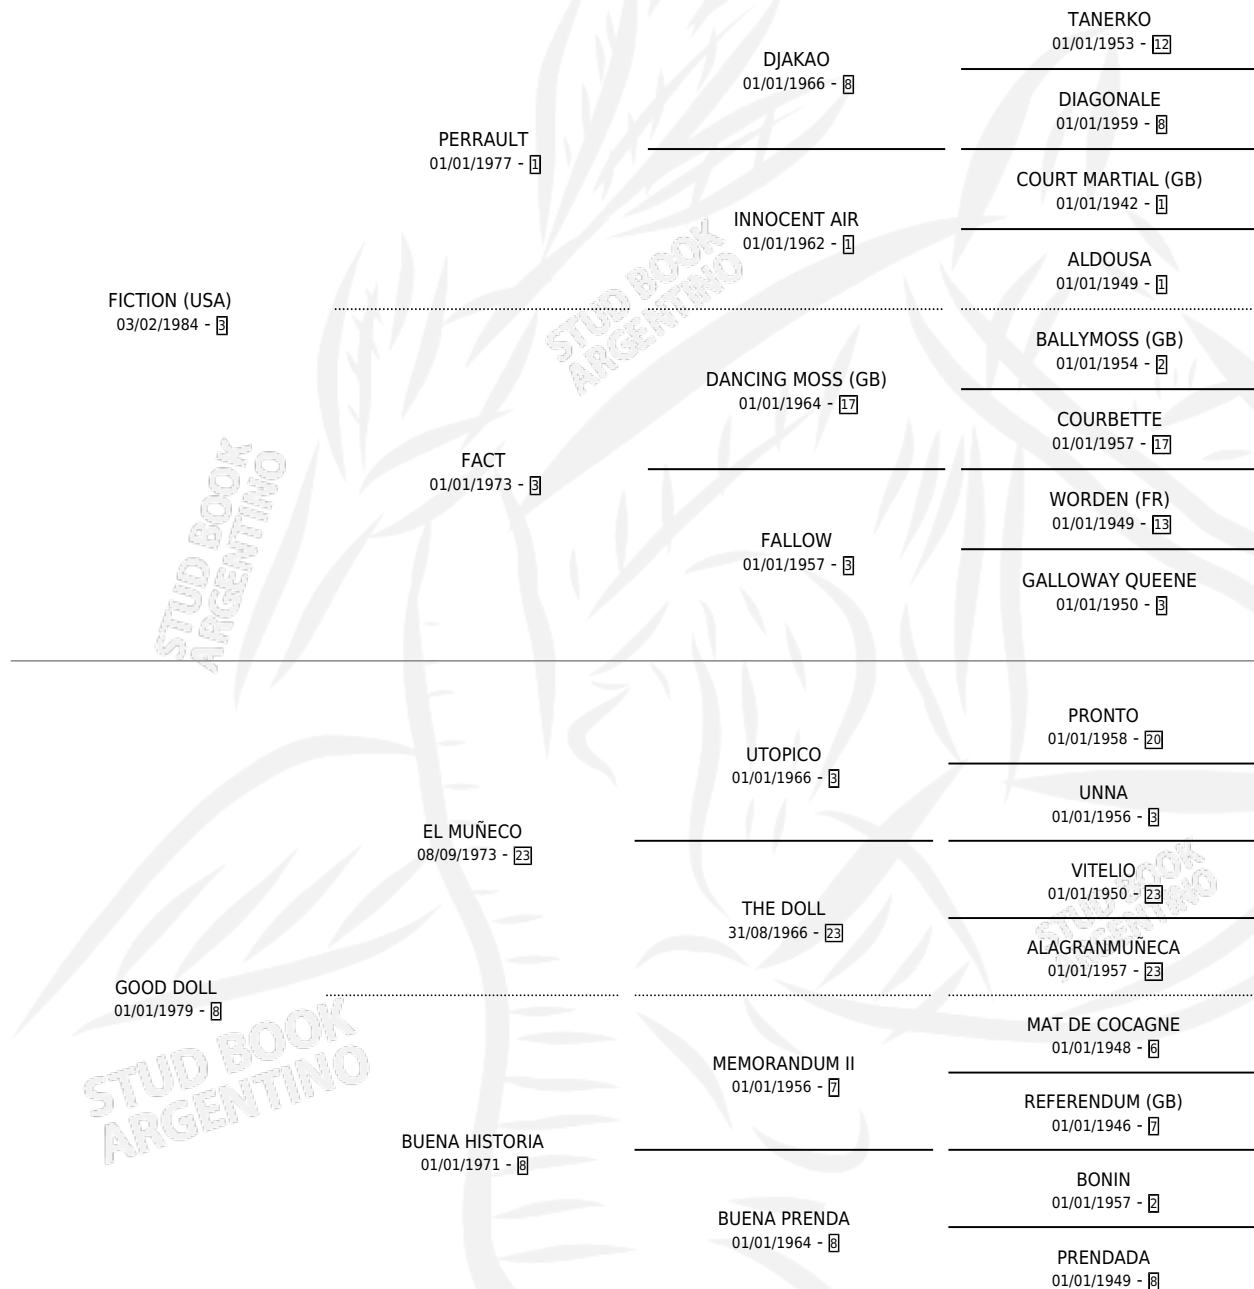 FICTION (USA)
03/02/1984 - 3
PERRAULT
01/01/1977 - 1
FACT
01/01/1973 - 3
DJAKAO
01/01/1966 - 8
INNOCENT AIR
01/01/1962 - 1
DANCING MOSS (GB)
01/01/1964 - 17
FALLOW
01/01/1957 - 3
TANERKO
01/01/1953 - 12
DIAGONALE
01/01/1959 - 8
COURT MARTIAL (GB)
01/01/1942 - 1
ALDOUSA
01/01/1949 - 1
BALLYMOSS (GB)
01/01/1954 - 2
COURBETTE
01/01/1957 - 17
WORDEN (FR)
01/01/1949 - 13
GALLOWAY QUEENE
01/01/1950 - 3
GOOD DOLL
01/01/1979 - 8
EL MUÑECO
08/09/1973 - 23
BUENA HISTORIA
01/01/1971 - 8
UTOPICO
01/01/1966 - 3
THE DOLL
31/08/1966 - 23
MEMORANDUM II
01/01/1956 - 7
BUENA PRENDA
01/01/1964 - 8
PRONTO
01/01/1958 - 20
UNNA
01/01/1956 - 3
VITELIO
01/01/1950 - 23
ALAGRANMUÑECA
01/01/1957 - 23
MAT DE COCAGNE
01/01/1948 - 6
REFERENDUM (GB)
01/01/1946 - 7
BONIN
01/01/1957 - 2
PRENDADA
01/01/1949 - 8
STUD BOOK
ARGENTINO
STUD BOOK
ARGENTINO
STUD BOOK
ARGENTINO
STUD BOOK
ARGENTINO